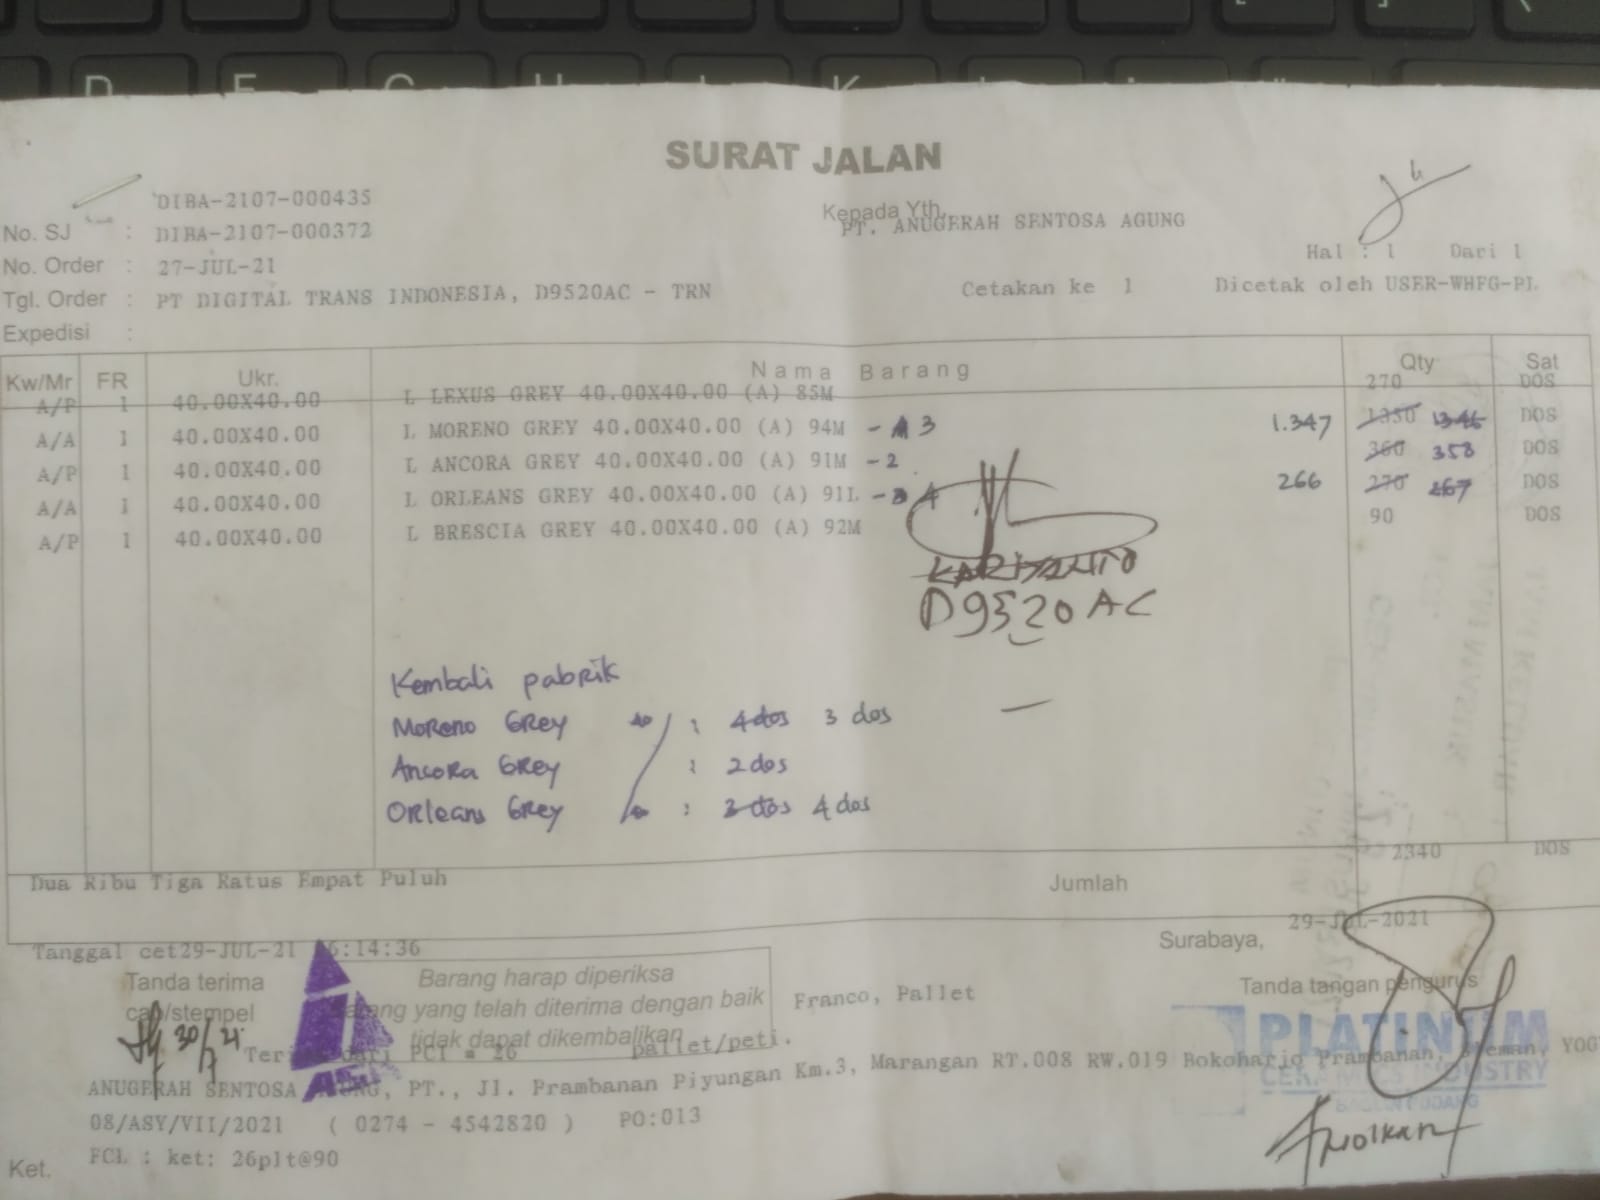 SURAT JALAN
DIBA-2107-000435
No. SJ : DIBA-2107-000372
No. Order : 27-JUL-21
Tgl. Order : PT DIGITAL TRANS INDONESIA, D9520AC - TRN
Expedisi :
Kepada Yth.
PT. ANUGERAH SENTOSA AGUNG
Hal : 1 Dari 1
Cetakan ke 1 Dicetak oleh USER-WHFG-PL
Kw/Mr FR Ukr. Nama Barang Qty Sat
A/P 1 40.00X40.00 L LEXUS GREY 40.00X40.00 (A) 85M 270 DOS
A/A 1 40.00X40.00 L MORENO GREY 40.00X40.00 (A) 94M - 3 1.347 1350 1346 DOS
A/P 1 40.00X40.00 L ANCORA GREY 40.00X40.00 (A) 91M - 2 360 358 DOS
A/A 1 40.00X40.00 L ORLEANS GREY 40.00X40.00 (A) 91L - 3 4 266 270 267 DOS
A/P 1 40.00X40.00 L BRESCIA GREY 40.00X40.00 (A) 92M 90 DOS
D9520 AC
Kembali pabrik
Moreno Grey : 4 dos 3 dos
Ancora Grey : 2 dos
Orleans Grey : 3 dos 4 dos
2340 DOS
Dua Ribu Tiga Ratus Empat Puluh Jumlah
29-JUL-2021
Tanggal cet29-JUL-21 6:14:36 Surabaya,
Tanda terima
cap/stempel
Barang harap diperiksa
Barang yang telah diterima dengan baik
tidak dapat dikembalikan
Franco, Pallet
Tanda tangan pengurus
30/7 21
Terima dari PCI = 26 pallet/peti.
PLATINUM
CERAMICS INDUSTRY
ANUGERAH SENTOSA AGUNG, PT., Jl. Prambanan Piyungan Km.3, Marangan RT.008 RW.019 Bokoharjo Prambanan, Sleman, YOG
08/ASY/VII/2021 ( 0274 - 4542820 ) PO:013
Ket. FCL : ket: 26plt@90